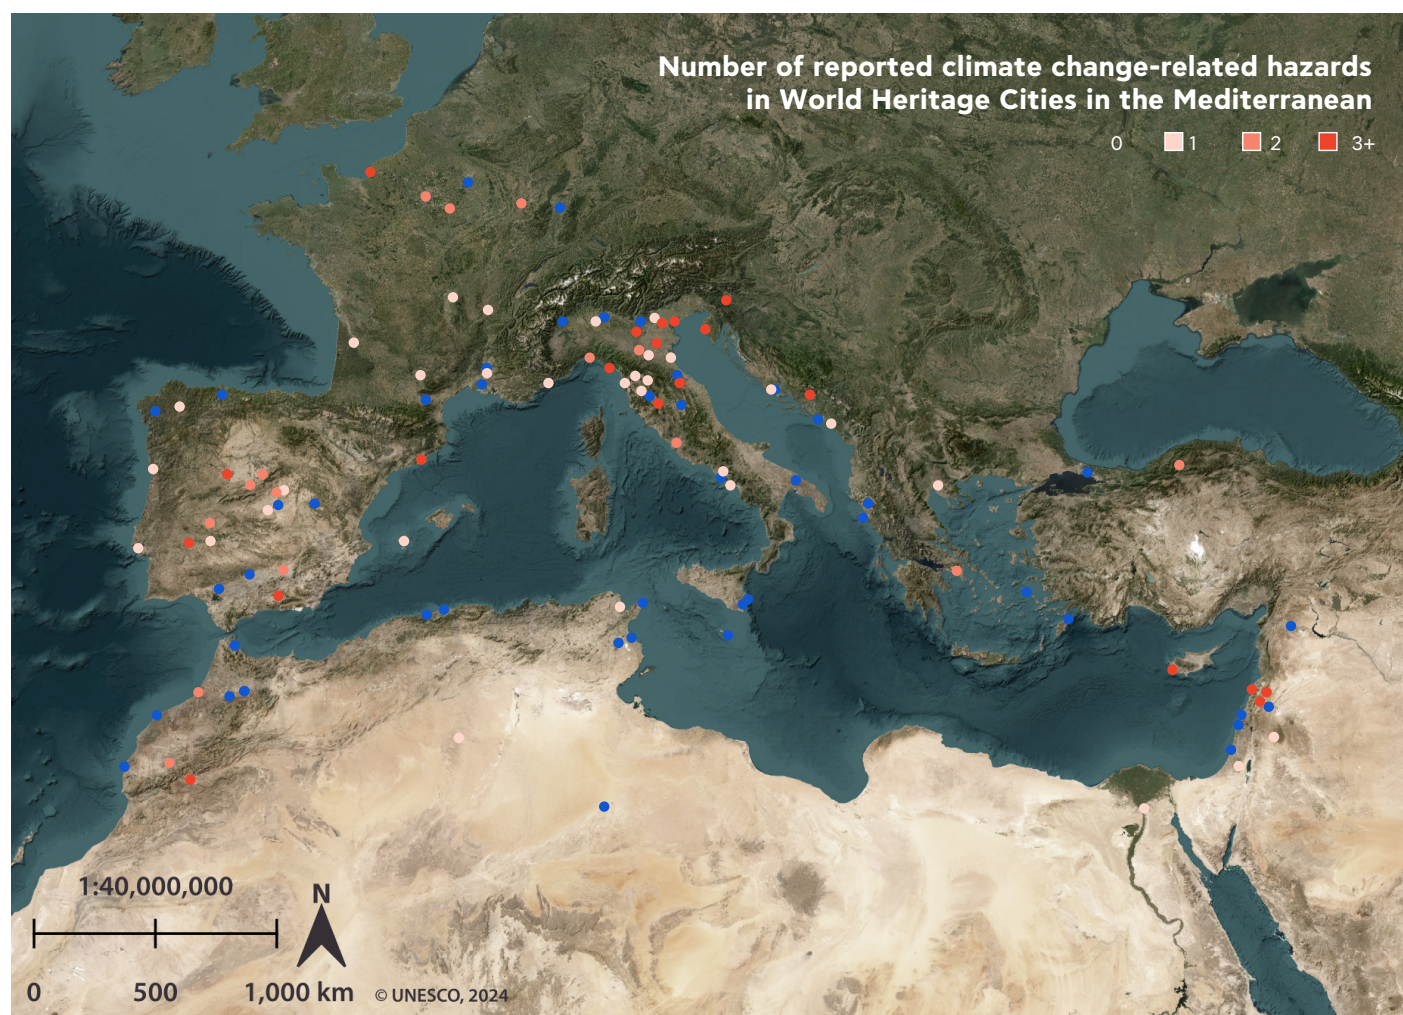 Number of reported climate change-related hazards
in World Heritage Cities in the Mediterranean
0 1 2 3+
1:40,000,000
N
0 500 1,000 km
© UNESCO, 2024